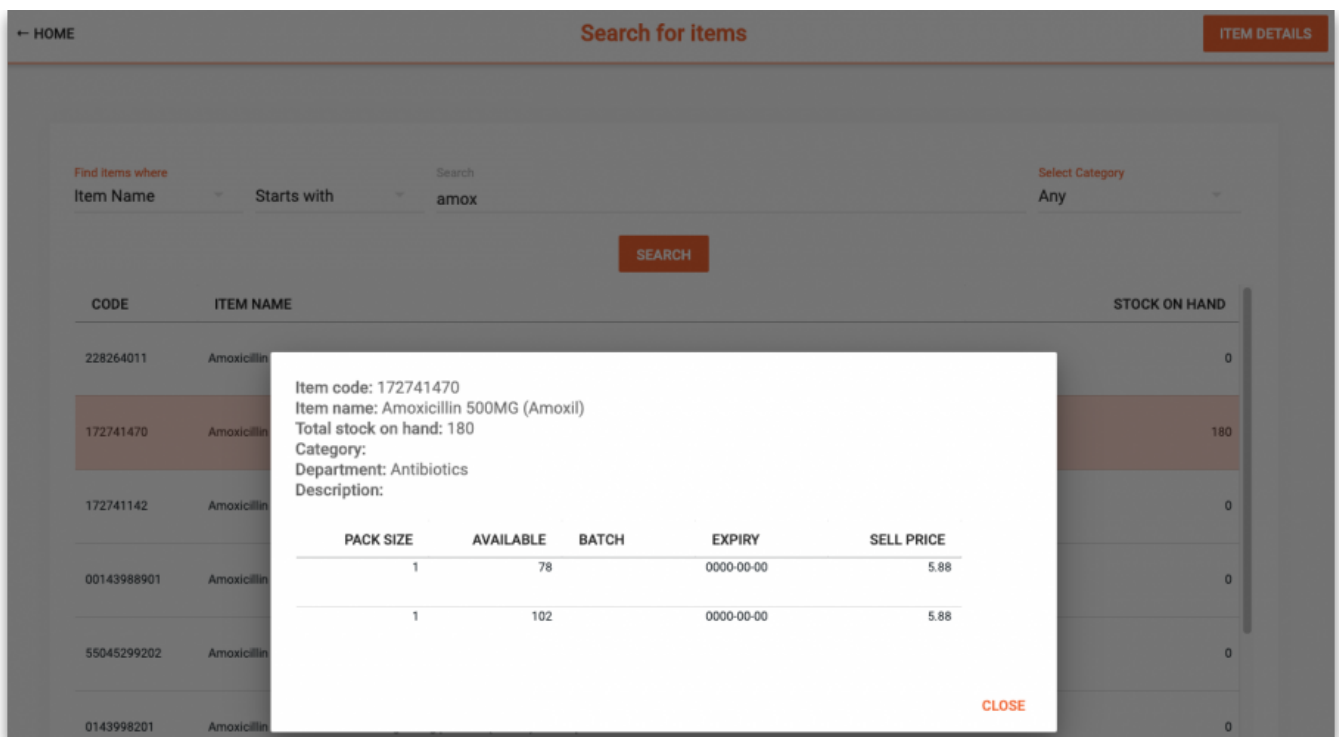 ← HOME
Search for items
ITEM DETAILS
Find items where
Search
Select Category
Item Name
Starts with
amox
Any
SEARCH
CODE ITEM NAME STOCK ON HAND
228264011 Amoxicillin 0
172741470 Amoxicillin 180
172741142 Amoxicillin 0
00143988901 Amoxicillin 0
55045299202 Amoxicillin 0
0143998201 Amoxicillin 0
Item code: 172741470
Item name: Amoxicillin 500MG (Amoxil)
Total stock on hand: 180
Category:
Department: Antibiotics
Description:
PACK SIZE AVAILABLE BATCH EXPIRY SELL PRICE
1 78 0000-00-00 5.88
1 102 0000-00-00 5.88
CLOSE